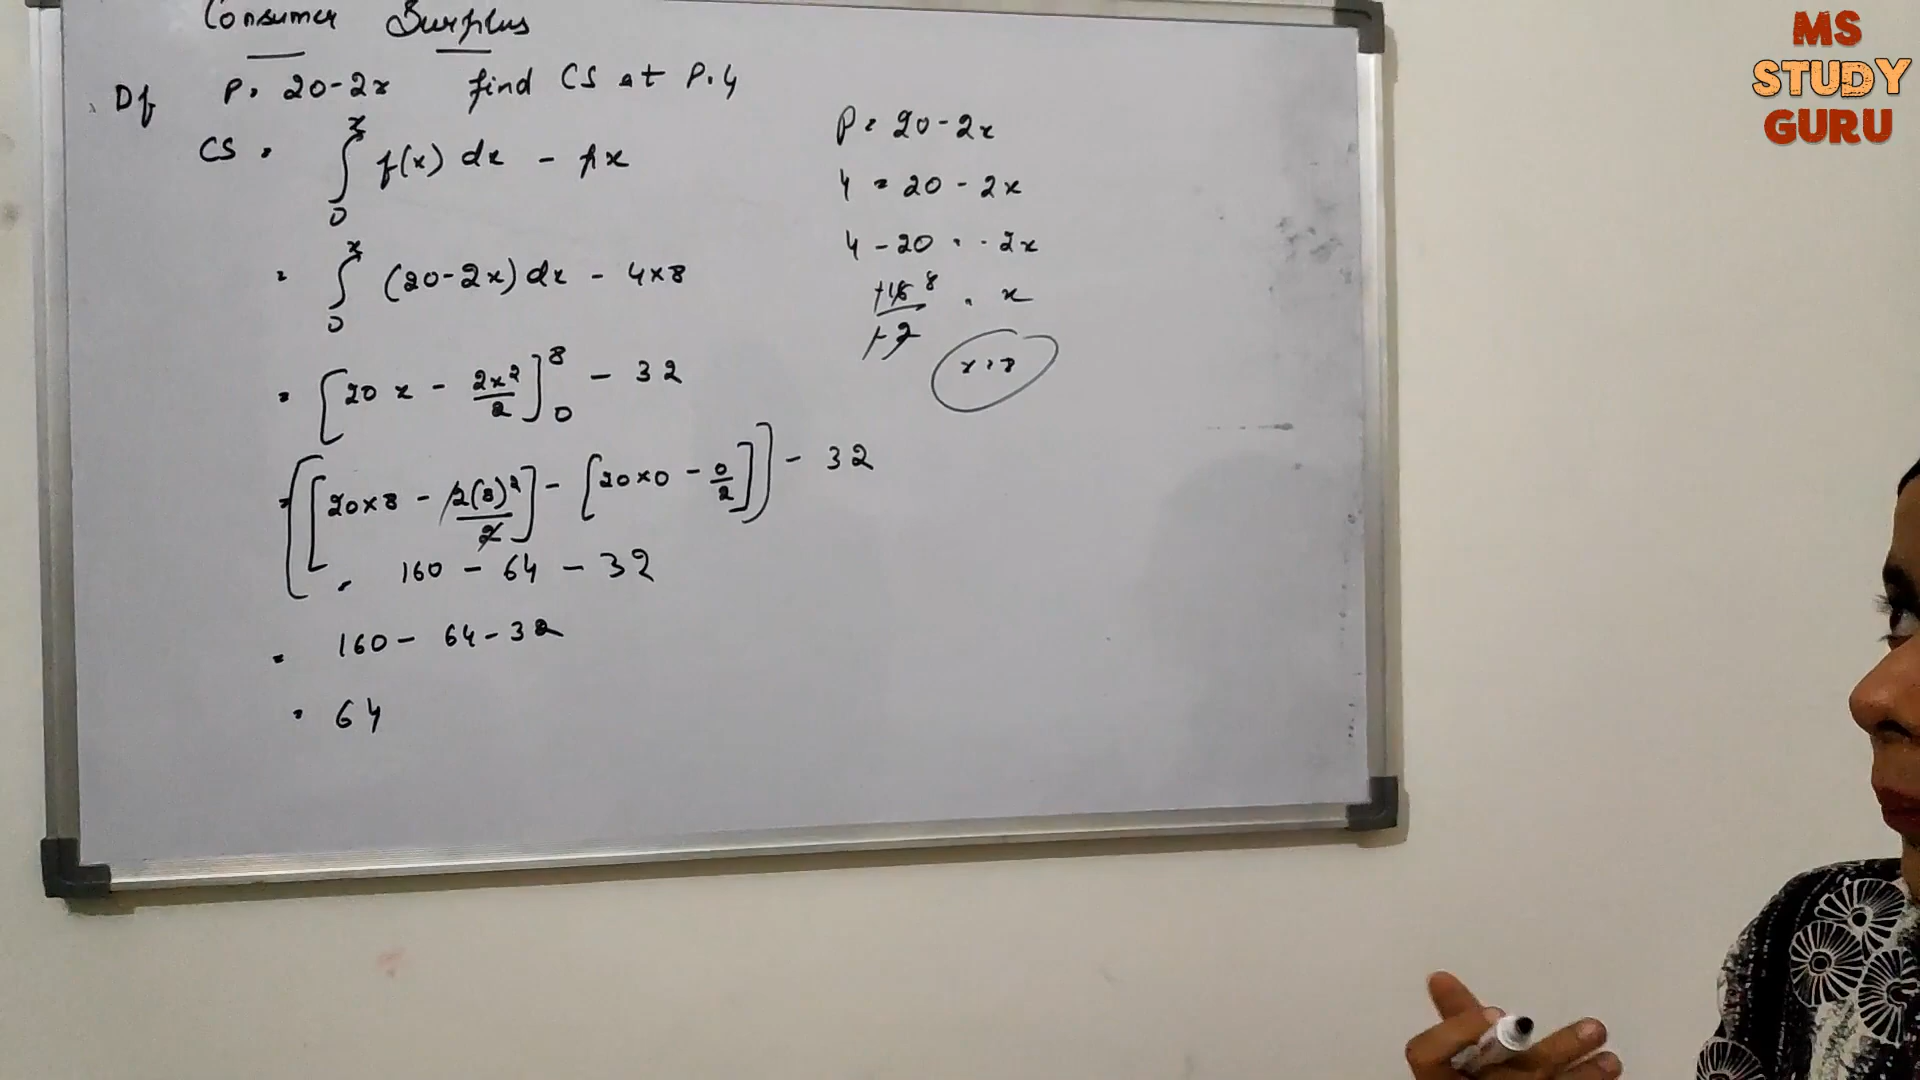 Consumer Surplus
If P = 20-2x find CS at P=4
CS = ∫₀ˣ f(x) dx - px
= ∫₀ˣ (20-2x) dx - 4×8
= [20x - 2x²/2]₀⁸ - 32
= [[20×8 - 2(8)²/2] - [20×0 - 0/2]] - 32
= 160 - 64 - 32
= 160 - 64 - 32
= 64
P = 20-2x
4 = 20 - 2x
4 - 20 = -2x
+16 8 / +2 = x
x = 8
MS
STUDY
GURU